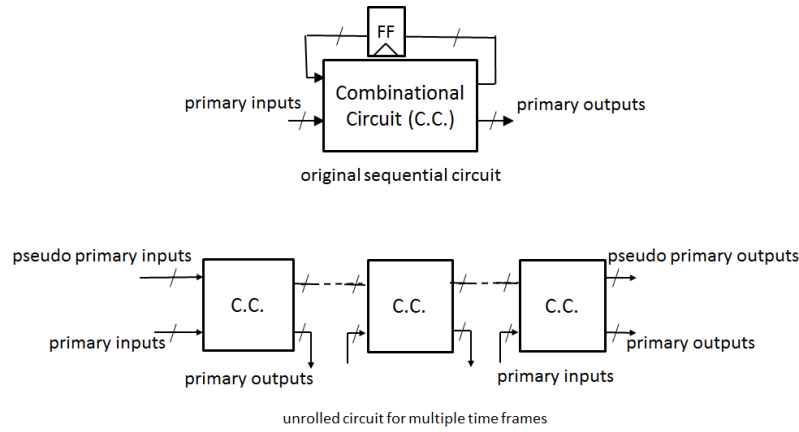 FF
primary inputs
Combinational
Circuit (C.C.)
primary outputs
original sequential circuit
pseudo primary inputs
pseudo primary outputs
C.C.
C.C.
C.C.
primary inputs
primary outputs
primary outputs
primary inputs
unrolled circuit for multiple time frames